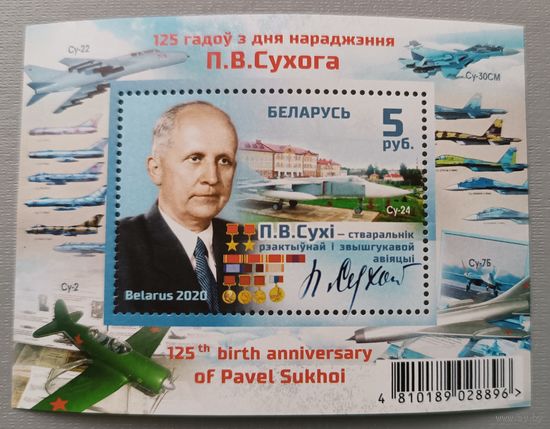 125 гадоў з дня нараджэння
П.В.Сухога
Су-22
Су-30СМ
БЕЛАРУСЬ
5
руб.
Су-24
П.В.Сухі – стваральнік
рэактыўнай і звышгукавой
авіяцыі
П Сухой
Су-7Б
Су-2
Belarus 2020
125th birth anniversary
of Pavel Sukhoi
4 810189 028896 >